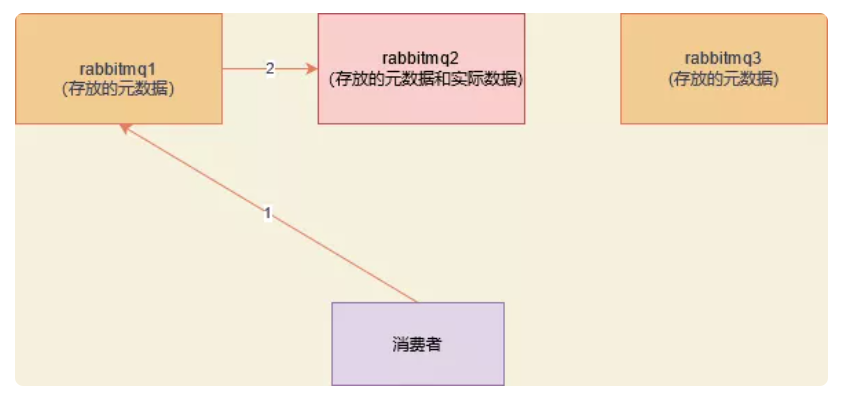 rabbitmq1
(存放的元数据)
2
rabbitmq2
(存放的元数据和实际数据)
rabbitmq3
(存放的元数据)
1
消费者